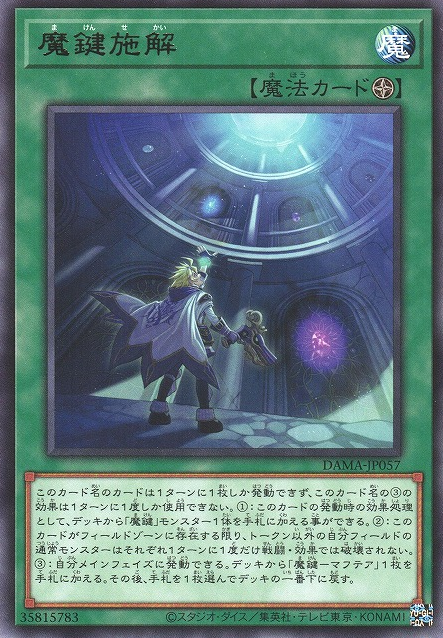 魔鍵施解
魔
【魔法カード】
DAMA-JP057
このカード名のカードは1ターンに1枚しか発動できず、このカード名の③の
効果は1ターンに1度しか使用できない。①:このカードの発動時の効果処理
として、デッキから「魔鍵」モンスター1体を手札に加える事ができる。②:この
カードがフィールドゾーンに存在する限り、トークン以外の自分フィールドの
通常モンスターはそれぞれ1ターンに1度だけ戦闘・効果では破壊されない。
③:自分メインフェイズに発動できる。デッキから「魔鍵-マフテア」1枚を
手札に加える。その後、手札を1枚選んでデッキの一番下に戻す。
35815783
©スタジオ・ダイス/集英社・テレビ東京・KONAMI